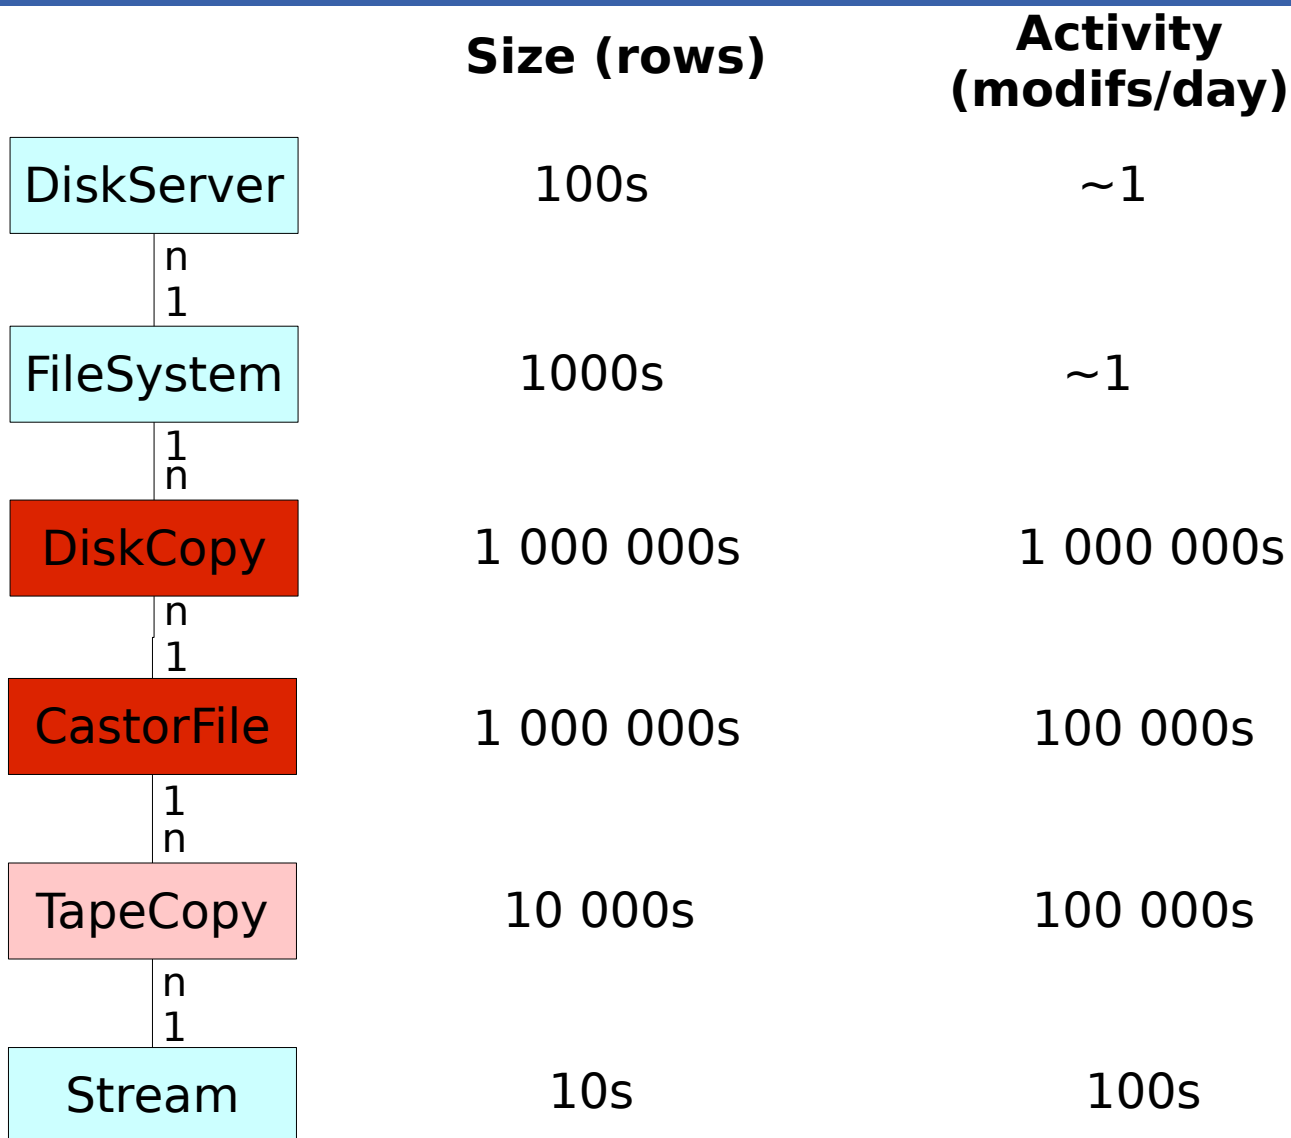 Size (rows)
Activity
(modifs/day)
DiskServer
100s
~1
n
1
FileSystem
1000s
~1
1
n
DiskCopy
1 000 000s
1 000 000s
n
1
CastorFile
1 000 000s
100 000s
1
n
TapeCopy
10 000s
100 000s
n
1
Stream
10s
100s